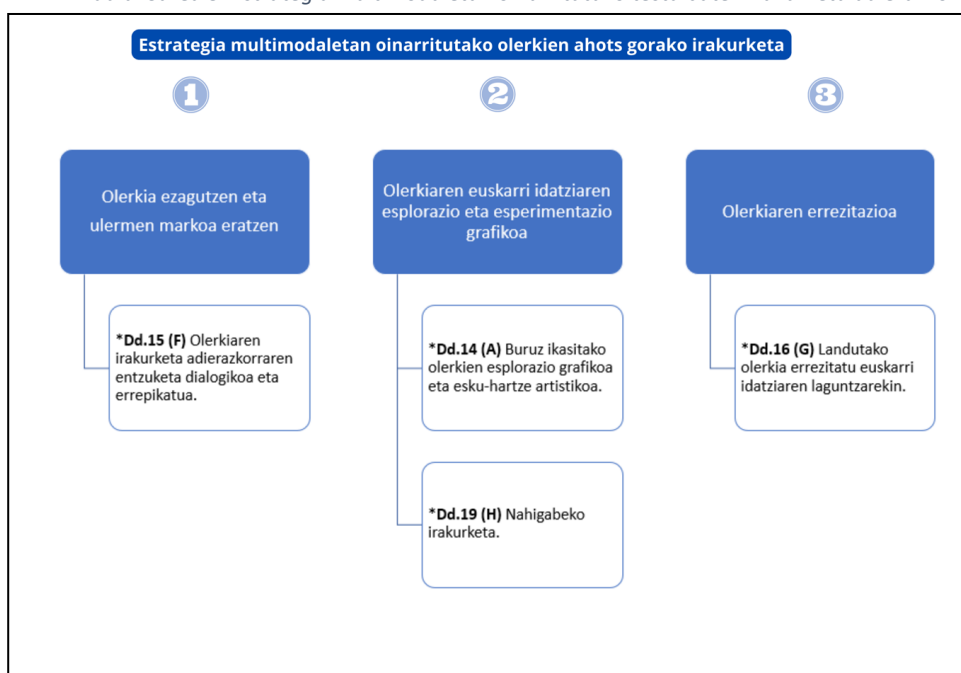 Estrategia multimodaletan oinarritutako olerkien ahots gorako irakurketa
1
2
3
Olerkia ezagutzen eta
ulermen markoa eratzen
*Dd.15 (F) Olerkiaren
irakurketa adierazkorraren
entzuketa dialogikoa eta
errepikatua.
Olerkiaren euskarri idatziaren
esplorazio eta esperimentazio
grafikoa
*Dd.14 (A) Buruz ikasitako
olerkien esplorazio grafikoa
eta esku-hartze artistikoa.
*Dd.19 (H) Nahigabeko
irakurketa.
Olerkiaren errezitazioa
*Dd.16 (G) Landutako
olerkia errezitatu euskarri
idatziaren laguntzarekin.